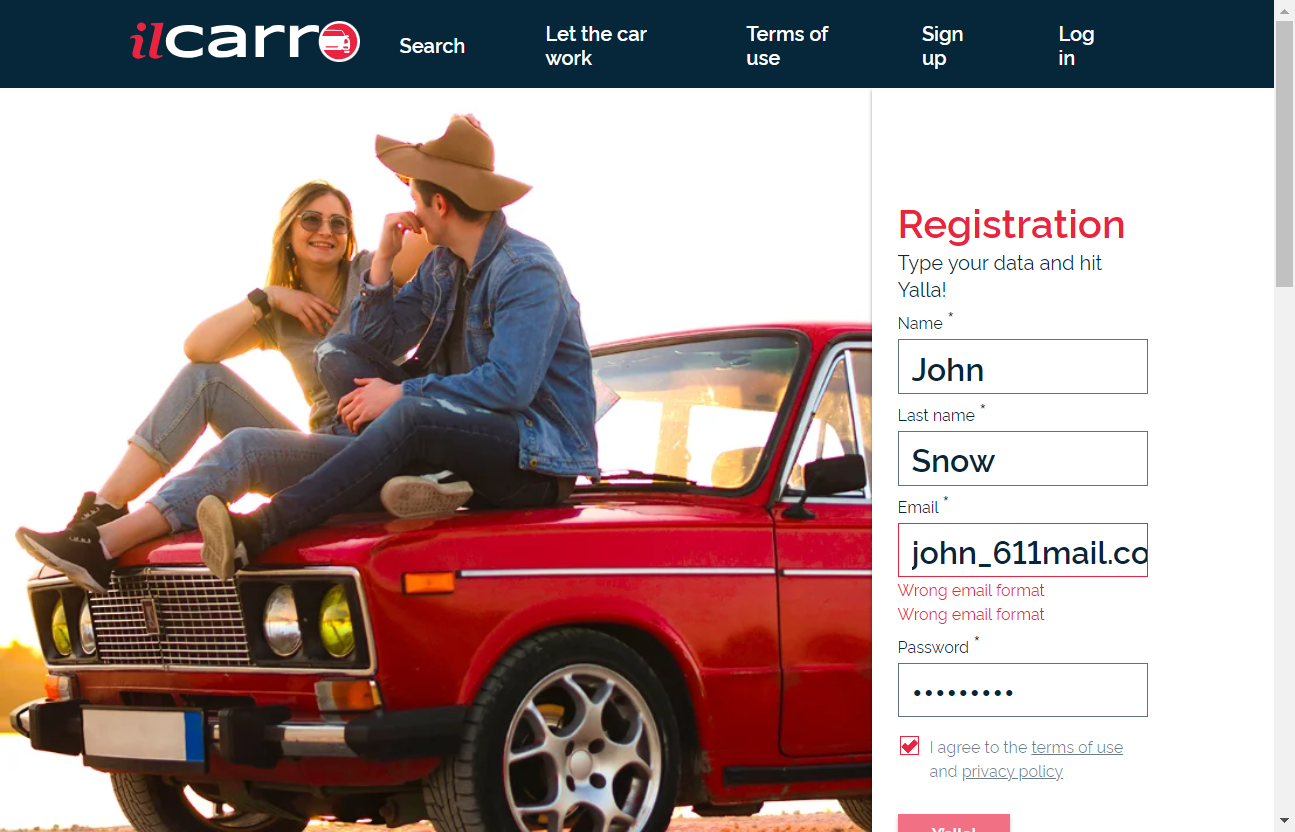 ilcarro
Search
Let the car
work
Terms of
use
Sign
up
Log
in
Registration
Type your data and hit
Yalla!
Name *
John
Last name *
Snow
Email *
john_611mail.co
Wrong email format
Wrong email format
Password *
•••••••••
I agree to the terms of use
and privacy policy
Y'alla!